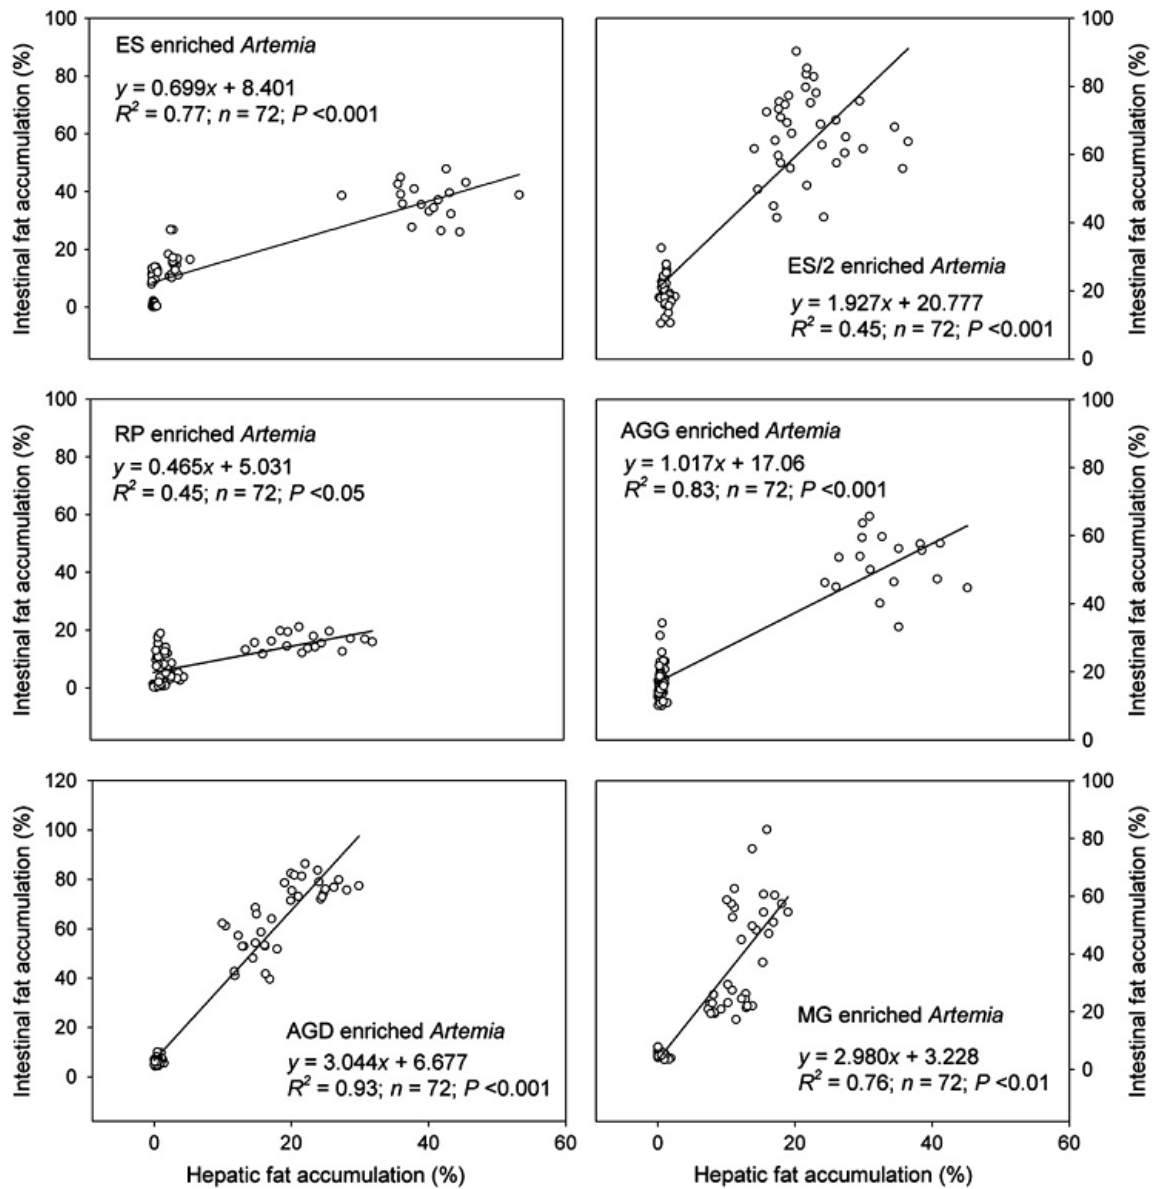 100
80
60
40
20
0
Intestinal fat accumulation (%)
ES enriched Artemia
y = 0.699x + 8.401
R² = 0.77; n = 72; P <0.001
100
80
60
40
20
0
Intestinal fat accumulation (%)
ES/2 enriched Artemia
y = 1.927x + 20.777
R² = 0.45; n = 72; P <0.001
100
80
60
40
20
0
Intestinal fat accumulation (%)
RP enriched Artemia
y = 0.465x + 5.031
R² = 0.45; n = 72; P <0.05
100
80
60
40
20
0
Intestinal fat accumulation (%)
AGG enriched Artemia
y = 1.017x + 17.06
R² = 0.83; n = 72; P <0.001
120
100
80
60
40
20
0
Intestinal fat accumulation (%)
AGD enriched Artemia
y = 3.044x + 6.677
R² = 0.93; n = 72; P <0.001
0 20 40 60
Hepatic fat accumulation (%)
100
80
60
40
20
0
Intestinal fat accumulation (%)
MG enriched Artemia
y = 2.980x + 3.228
R² = 0.76; n = 72; P <0.01
0 20 40 60
Hepatic fat accumulation (%)